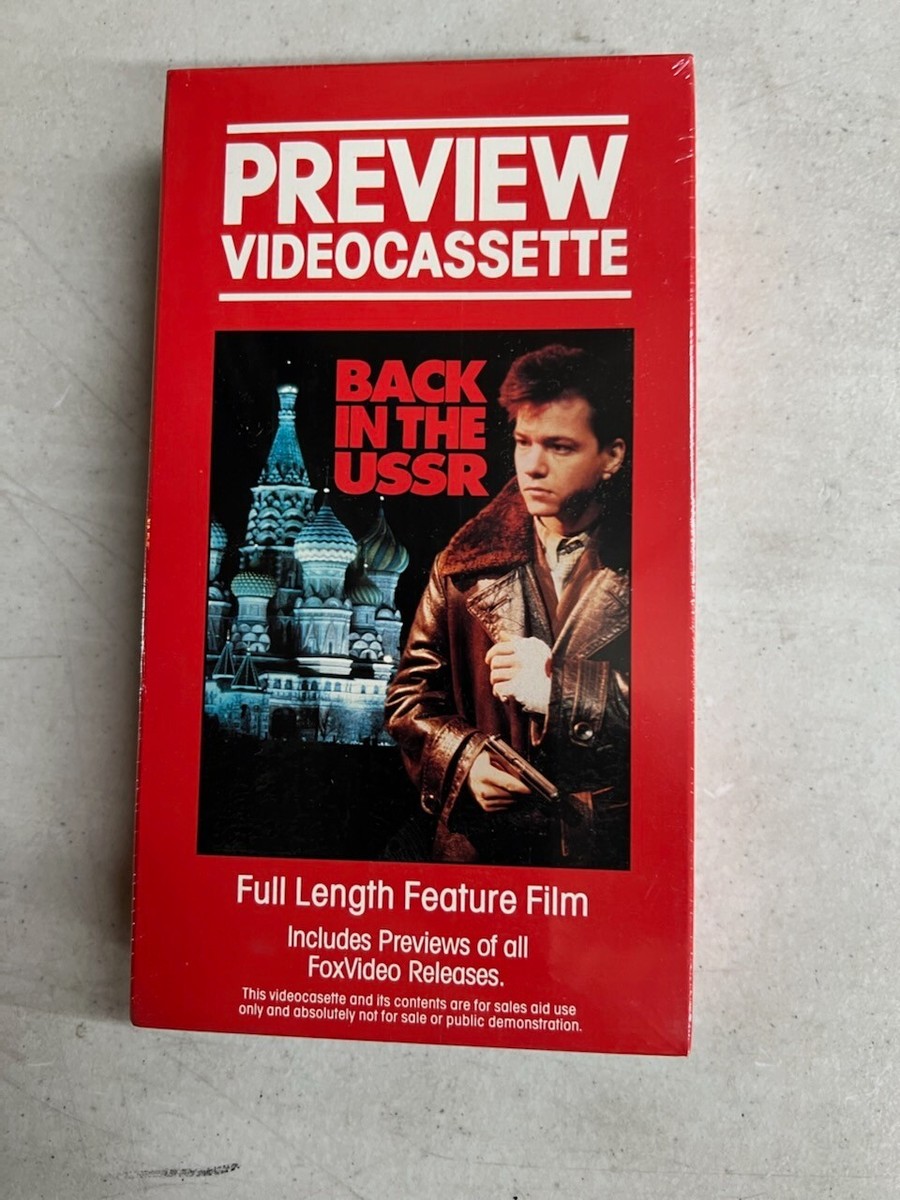 PREVIEW
VIDEOCASSETTE
BACK
IN THE
USSR
Full Length Feature Film
Includes Previews of all
FoxVideo Releases.
This videocasette and its contents are for sales aid use
only and absolutely not for sale or public demonstration.